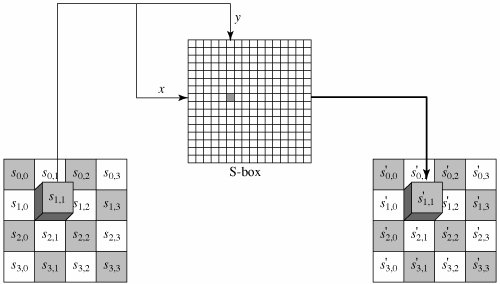 y
x
S-box
s0,0 s0,1 s0,2 s0,3
s1,0 s1,1 s1,2 s1,3
s2,0 s2,1 s2,2 s2,3
s3,0 s3,1 s3,2 s3,3
s'0,0 s'0,1 s'0,2 s'0,3
s'1,0 s'1,1 s'1,2 s'1,3
s'2,0 s'2,1 s'2,2 s'2,3
s'3,0 s'3,1 s'3,2 s'3,3